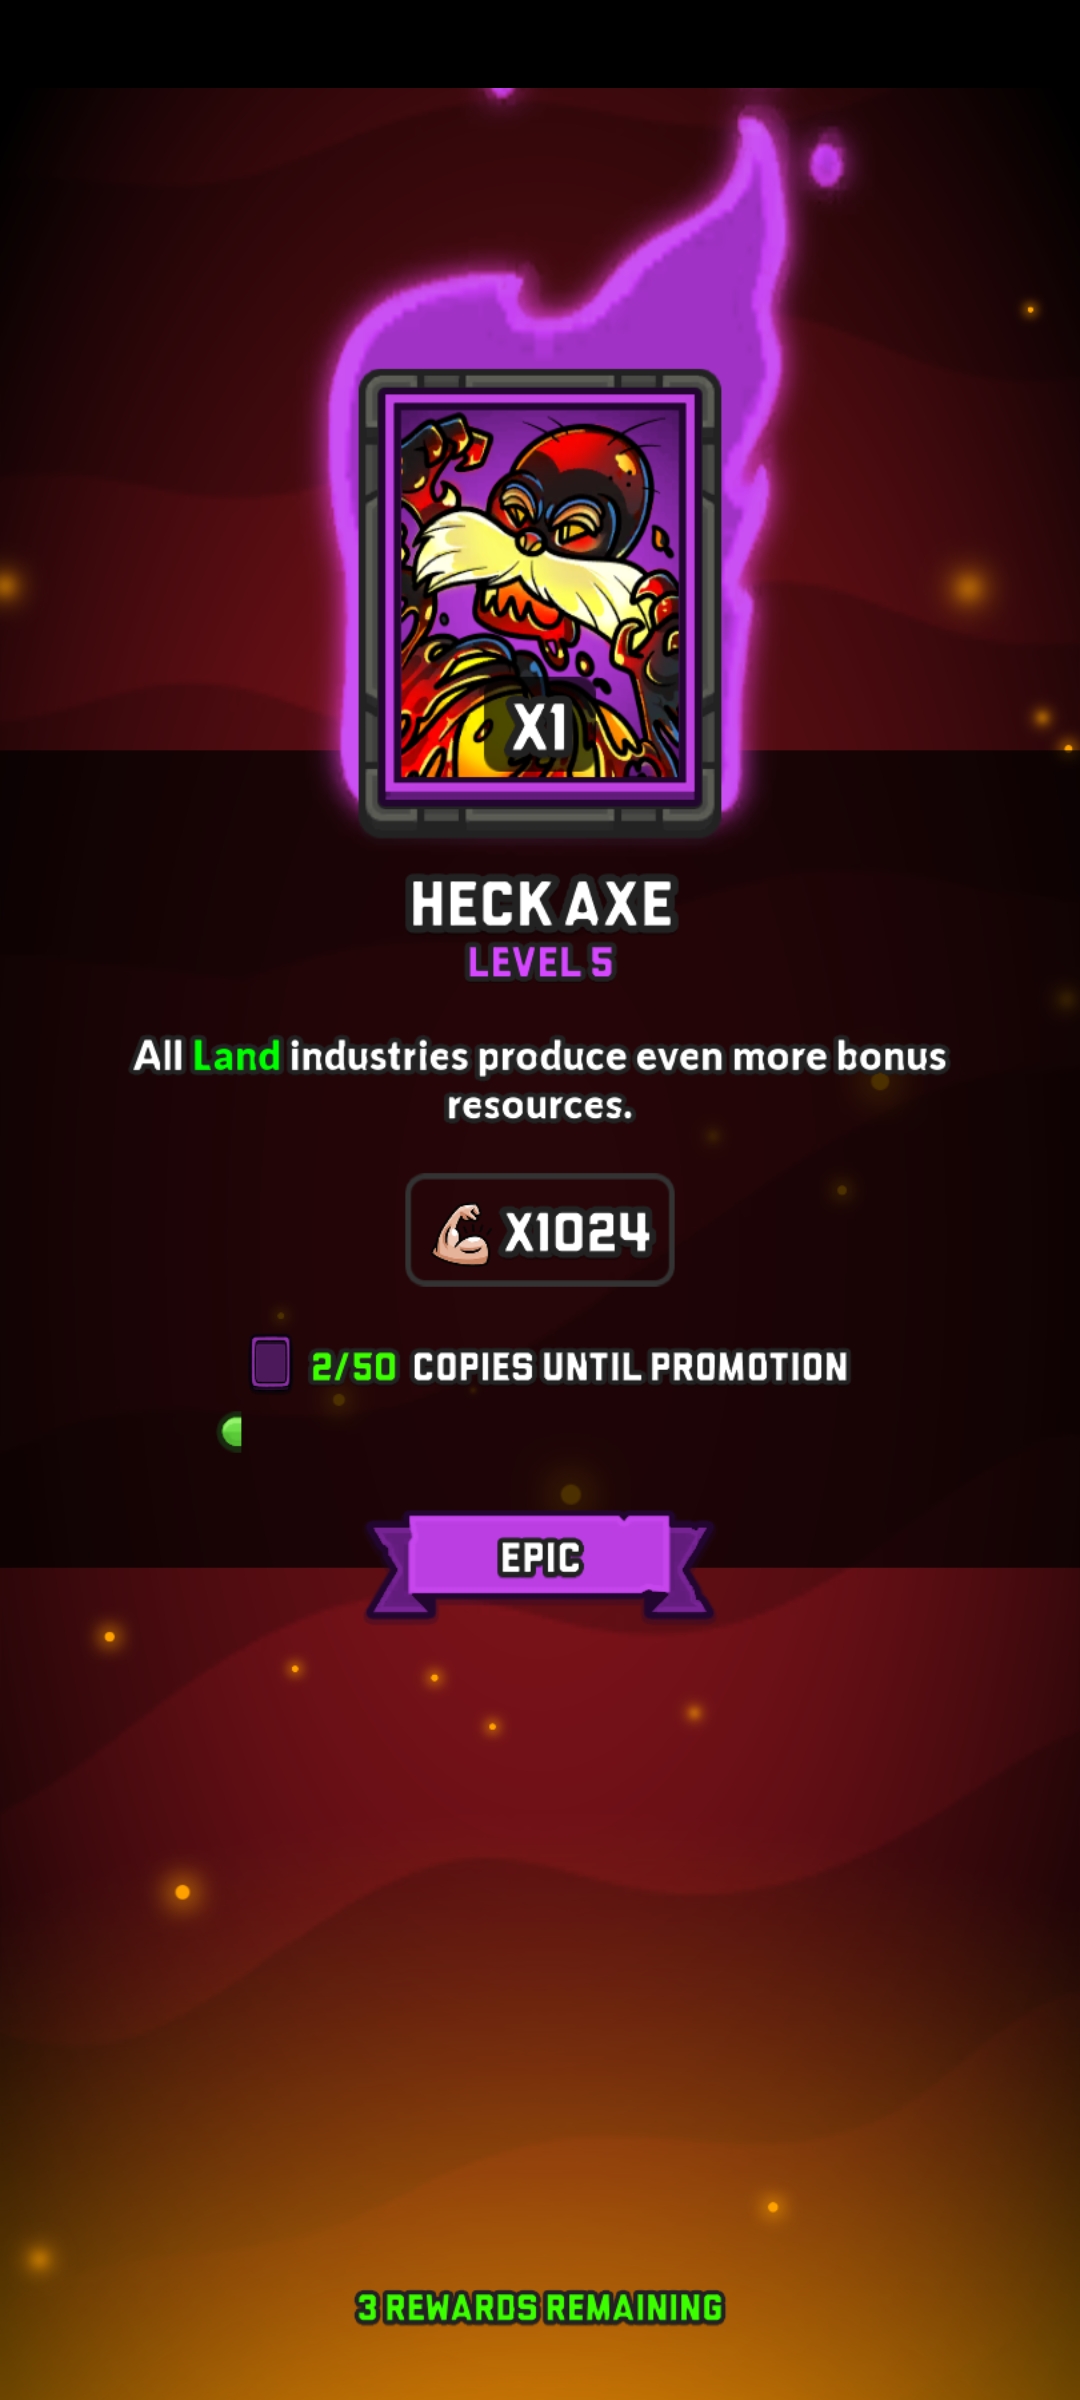 X1
HECK AXE
LEVEL 5
All Land industries produce even more bonus
resources.
X1024
2/50 COPIES UNTIL PROMOTION
EPIC
3 REWARDS REMAINING